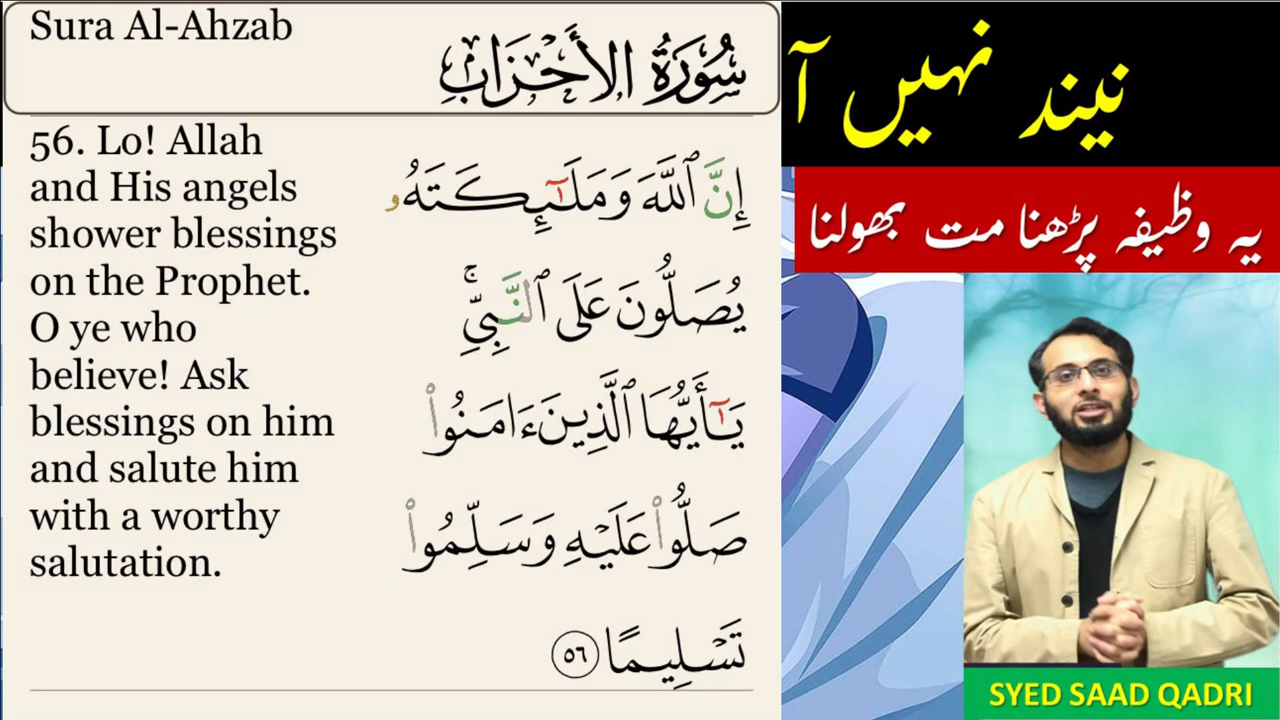 Sura Al-Ahzab
سُورَةُ الأَحْزَابِ
56. Lo! Allah
and His angels
shower blessings
on the Prophet.
O ye who
believe! Ask
blessings on him
and salute him
with a worthy
salutation.
إِنَّ ٱللَّهَ وَمَلَـٰٓئِكَتَهُۥ
يُصَلُّونَ عَلَى ٱلنَّبِىِّۚ
يَـٰٓأَيُّهَا ٱلَّذِينَ ءَامَنُوا۟
صَلُّوا۟ عَلَيْهِ وَسَلِّمُوا۟
تَسْلِيمًا ٥٦
نیند نہیں آ
یہ وظیفہ پڑھنا مت بھولنا
SYED SAAD QADRI